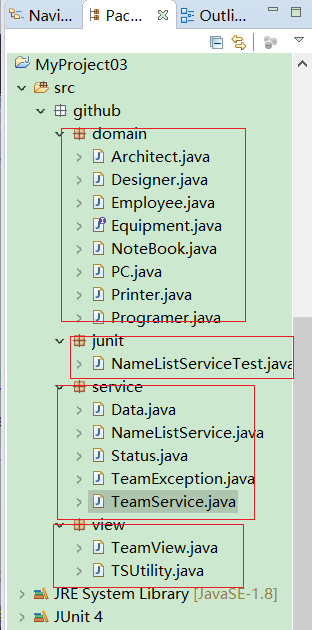 Navi...
Pac...
Outli...
MyProject03
src
github
domain
Architect.java
Designer.java
Employee.java
Equipment.java
NoteBook.java
PC.java
Printer.java
Programer.java
junit
NameListServiceTest.java
service
Data.java
NameListService.java
Status.java
TeamException.java
TeamService.java
view
TeamView.java
TSUtility.java
JRE System Library [JavaSE-1.8]
JUnit 4